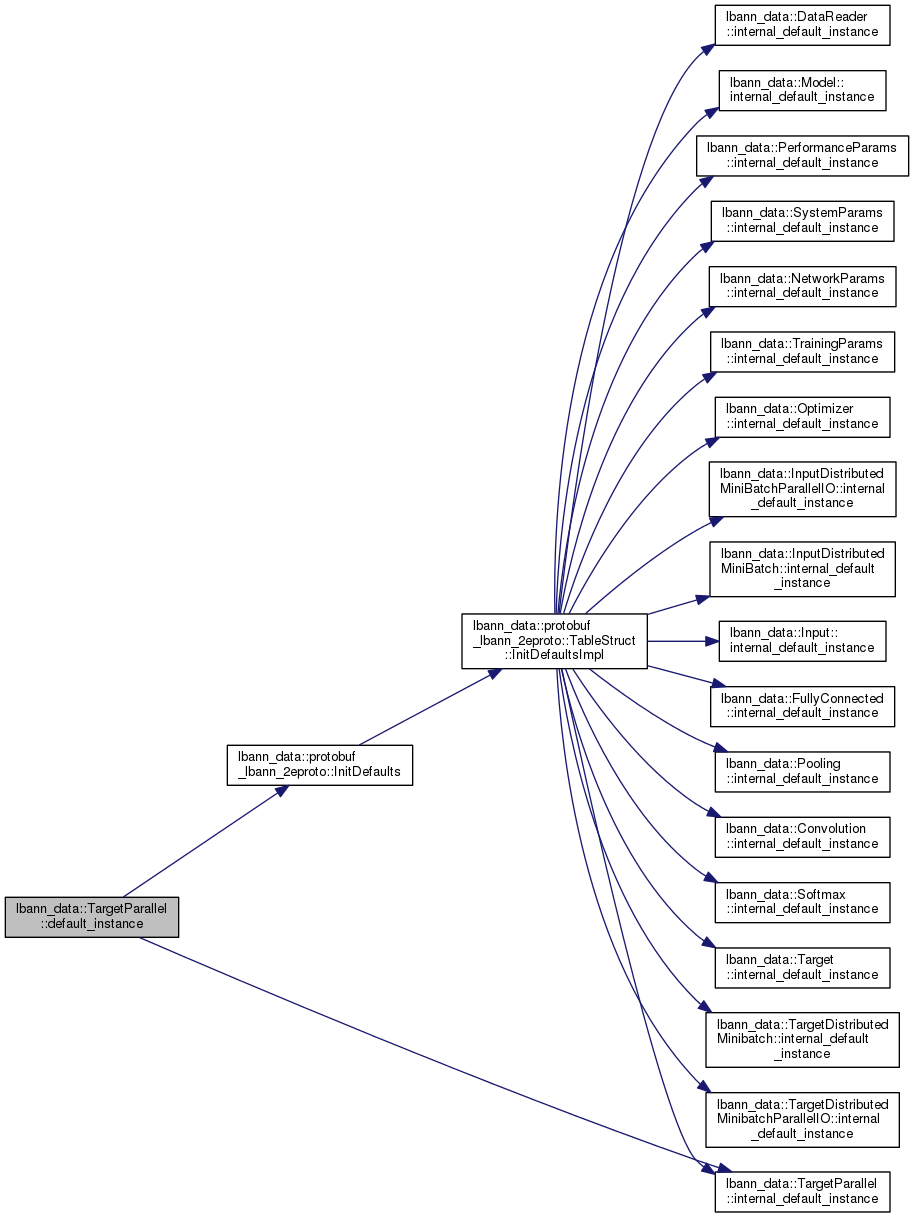 lbann_data::DataReader
::internal_default_instance
lbann_data::Model::
internal_default_instance
lbann_data::PerformanceParams
::internal_default_instance
lbann_data::SystemParams
::internal_default_instance
lbann_data::NetworkParams
::internal_default_instance
lbann_data::TrainingParams
::internal_default_instance
lbann_data::Optimizer
::internal_default_instance
lbann_data::InputDistributed
MiniBatchParallelIO::internal
_default_instance
lbann_data::InputDistributed
MiniBatch::internal_default
_instance
lbann_data::protobuf
_lbann_2eproto::TableStruct
::InitDefaultsImpl
lbann_data::Input::
internal_default_instance
lbann_data::FullyConnected
::internal_default_instance
lbann_data::protobuf
_lbann_2eproto::InitDefaults
lbann_data::Pooling
::internal_default_instance
lbann_data::Convolution
::internal_default_instance
lbann_data::TargetParallel
::default_instance
lbann_data::Softmax
::internal_default_instance
lbann_data::Target
::internal_default_instance
lbann_data::TargetDistributed
Minibatch::internal_default
_instance
lbann_data::TargetDistributed
MinibatchParallelIO::internal
_default_instance
lbann_data::TargetParallel
::internal_default_instance